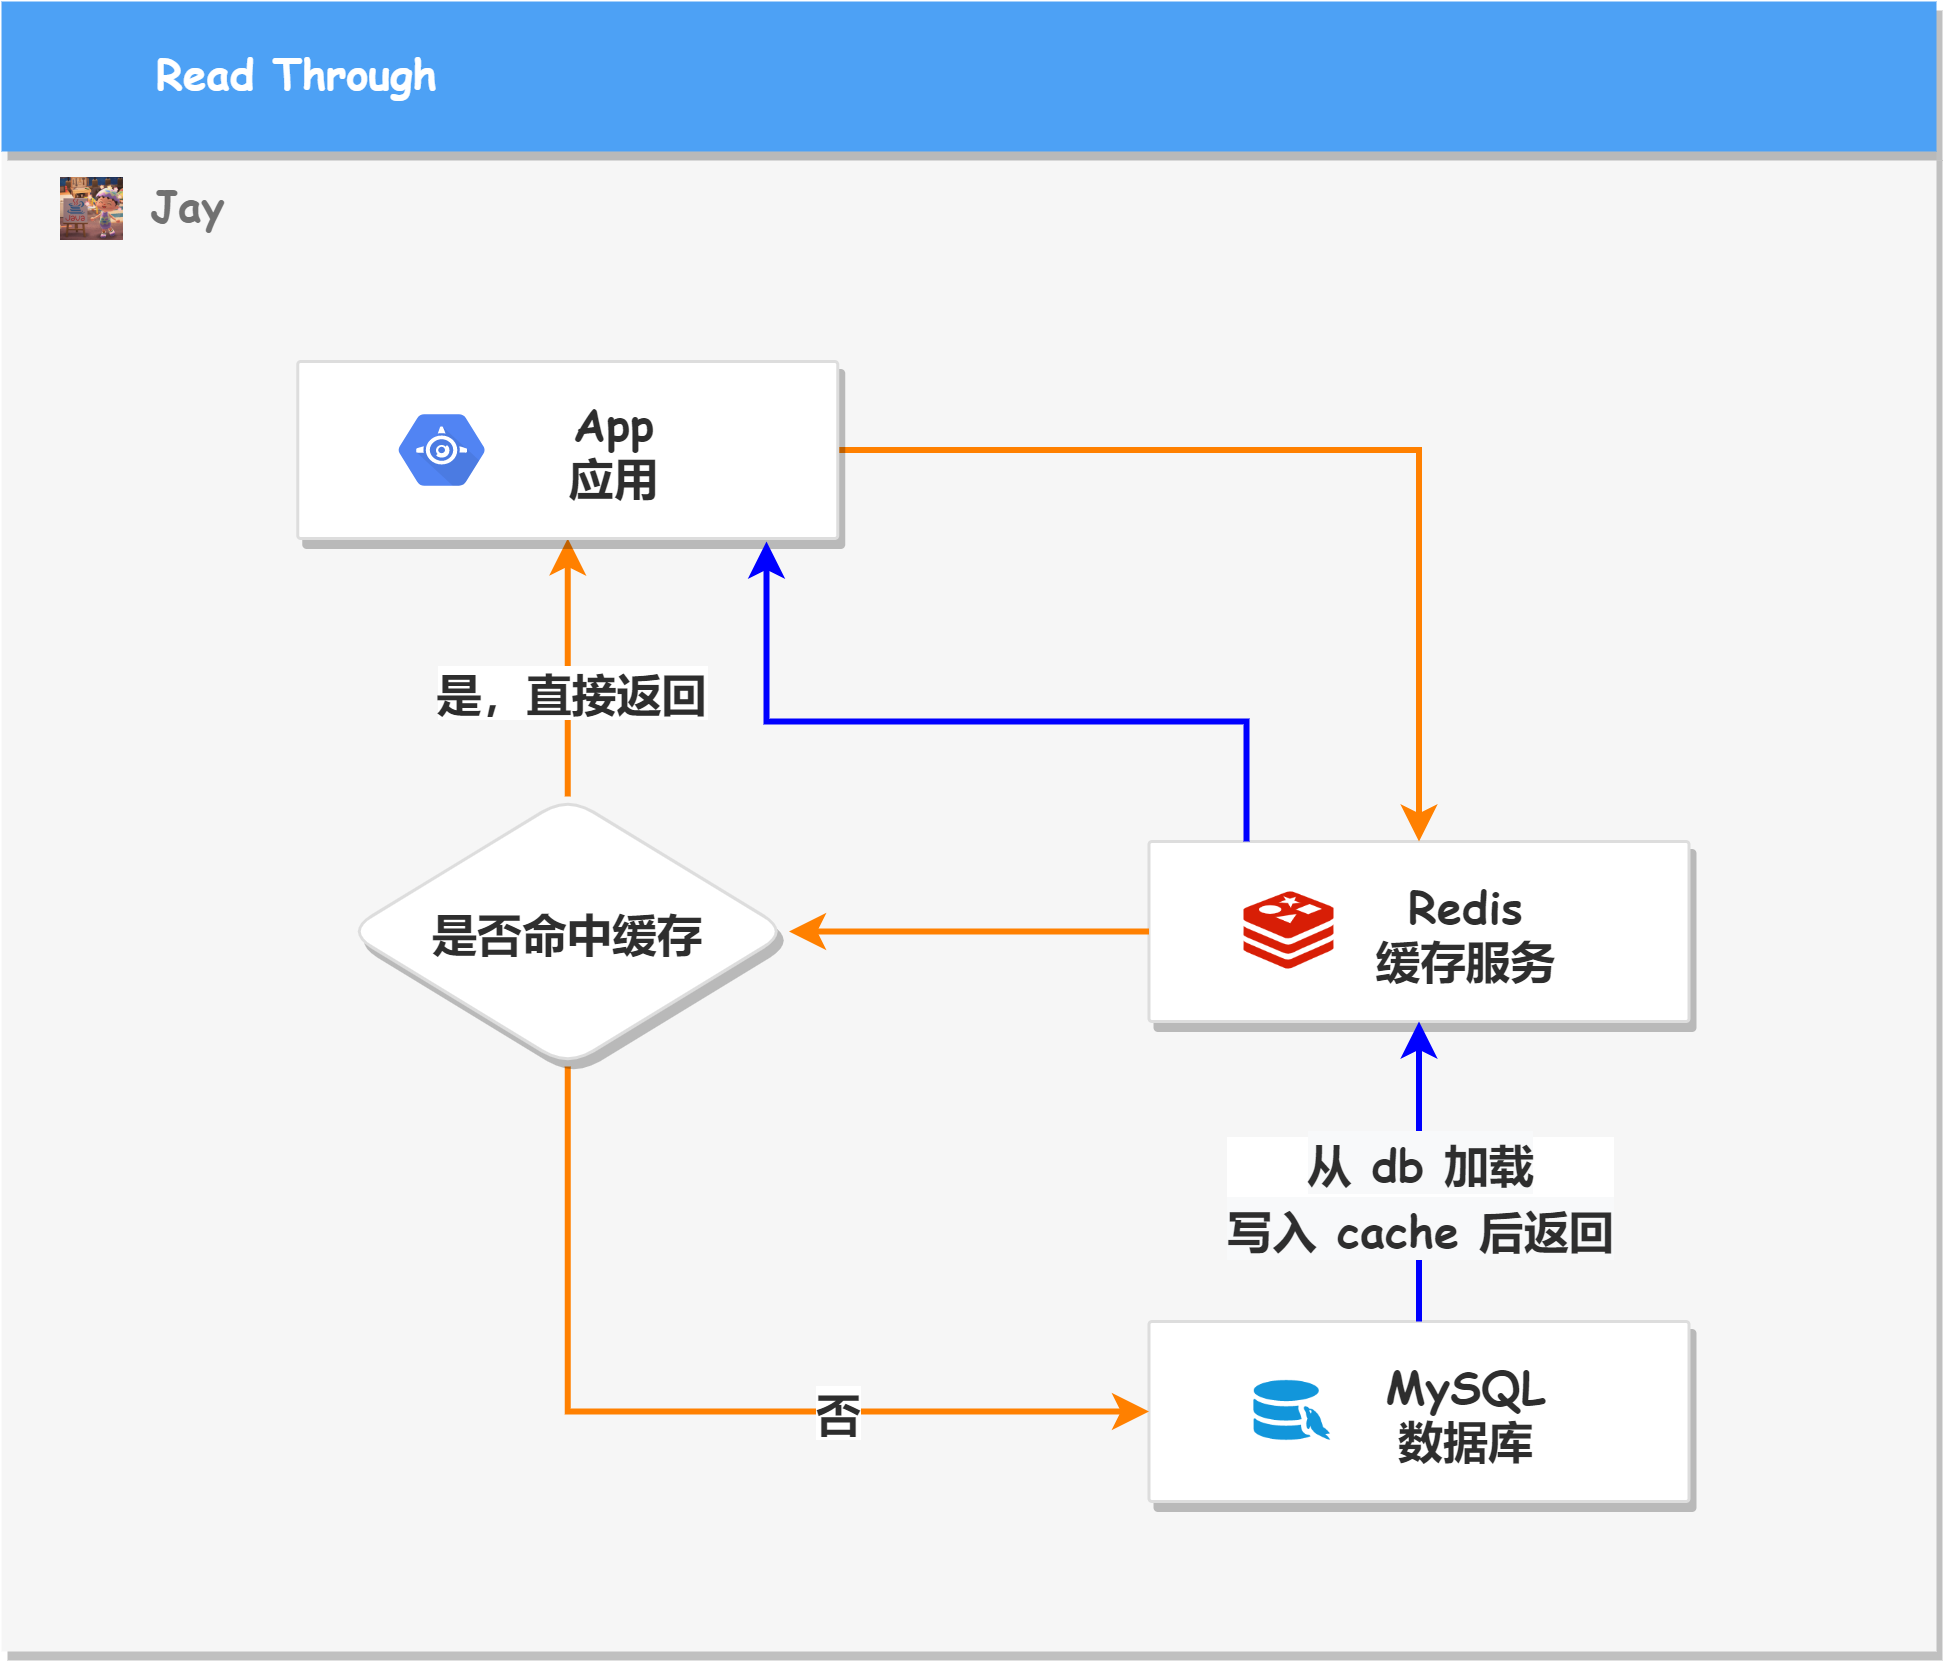 Read Through
Jay
App
应用
是，直接返回
是否命中缓存
Redis
缓存服务
从 db 加载
写入 cache 后返回
否
MySQL
数据库